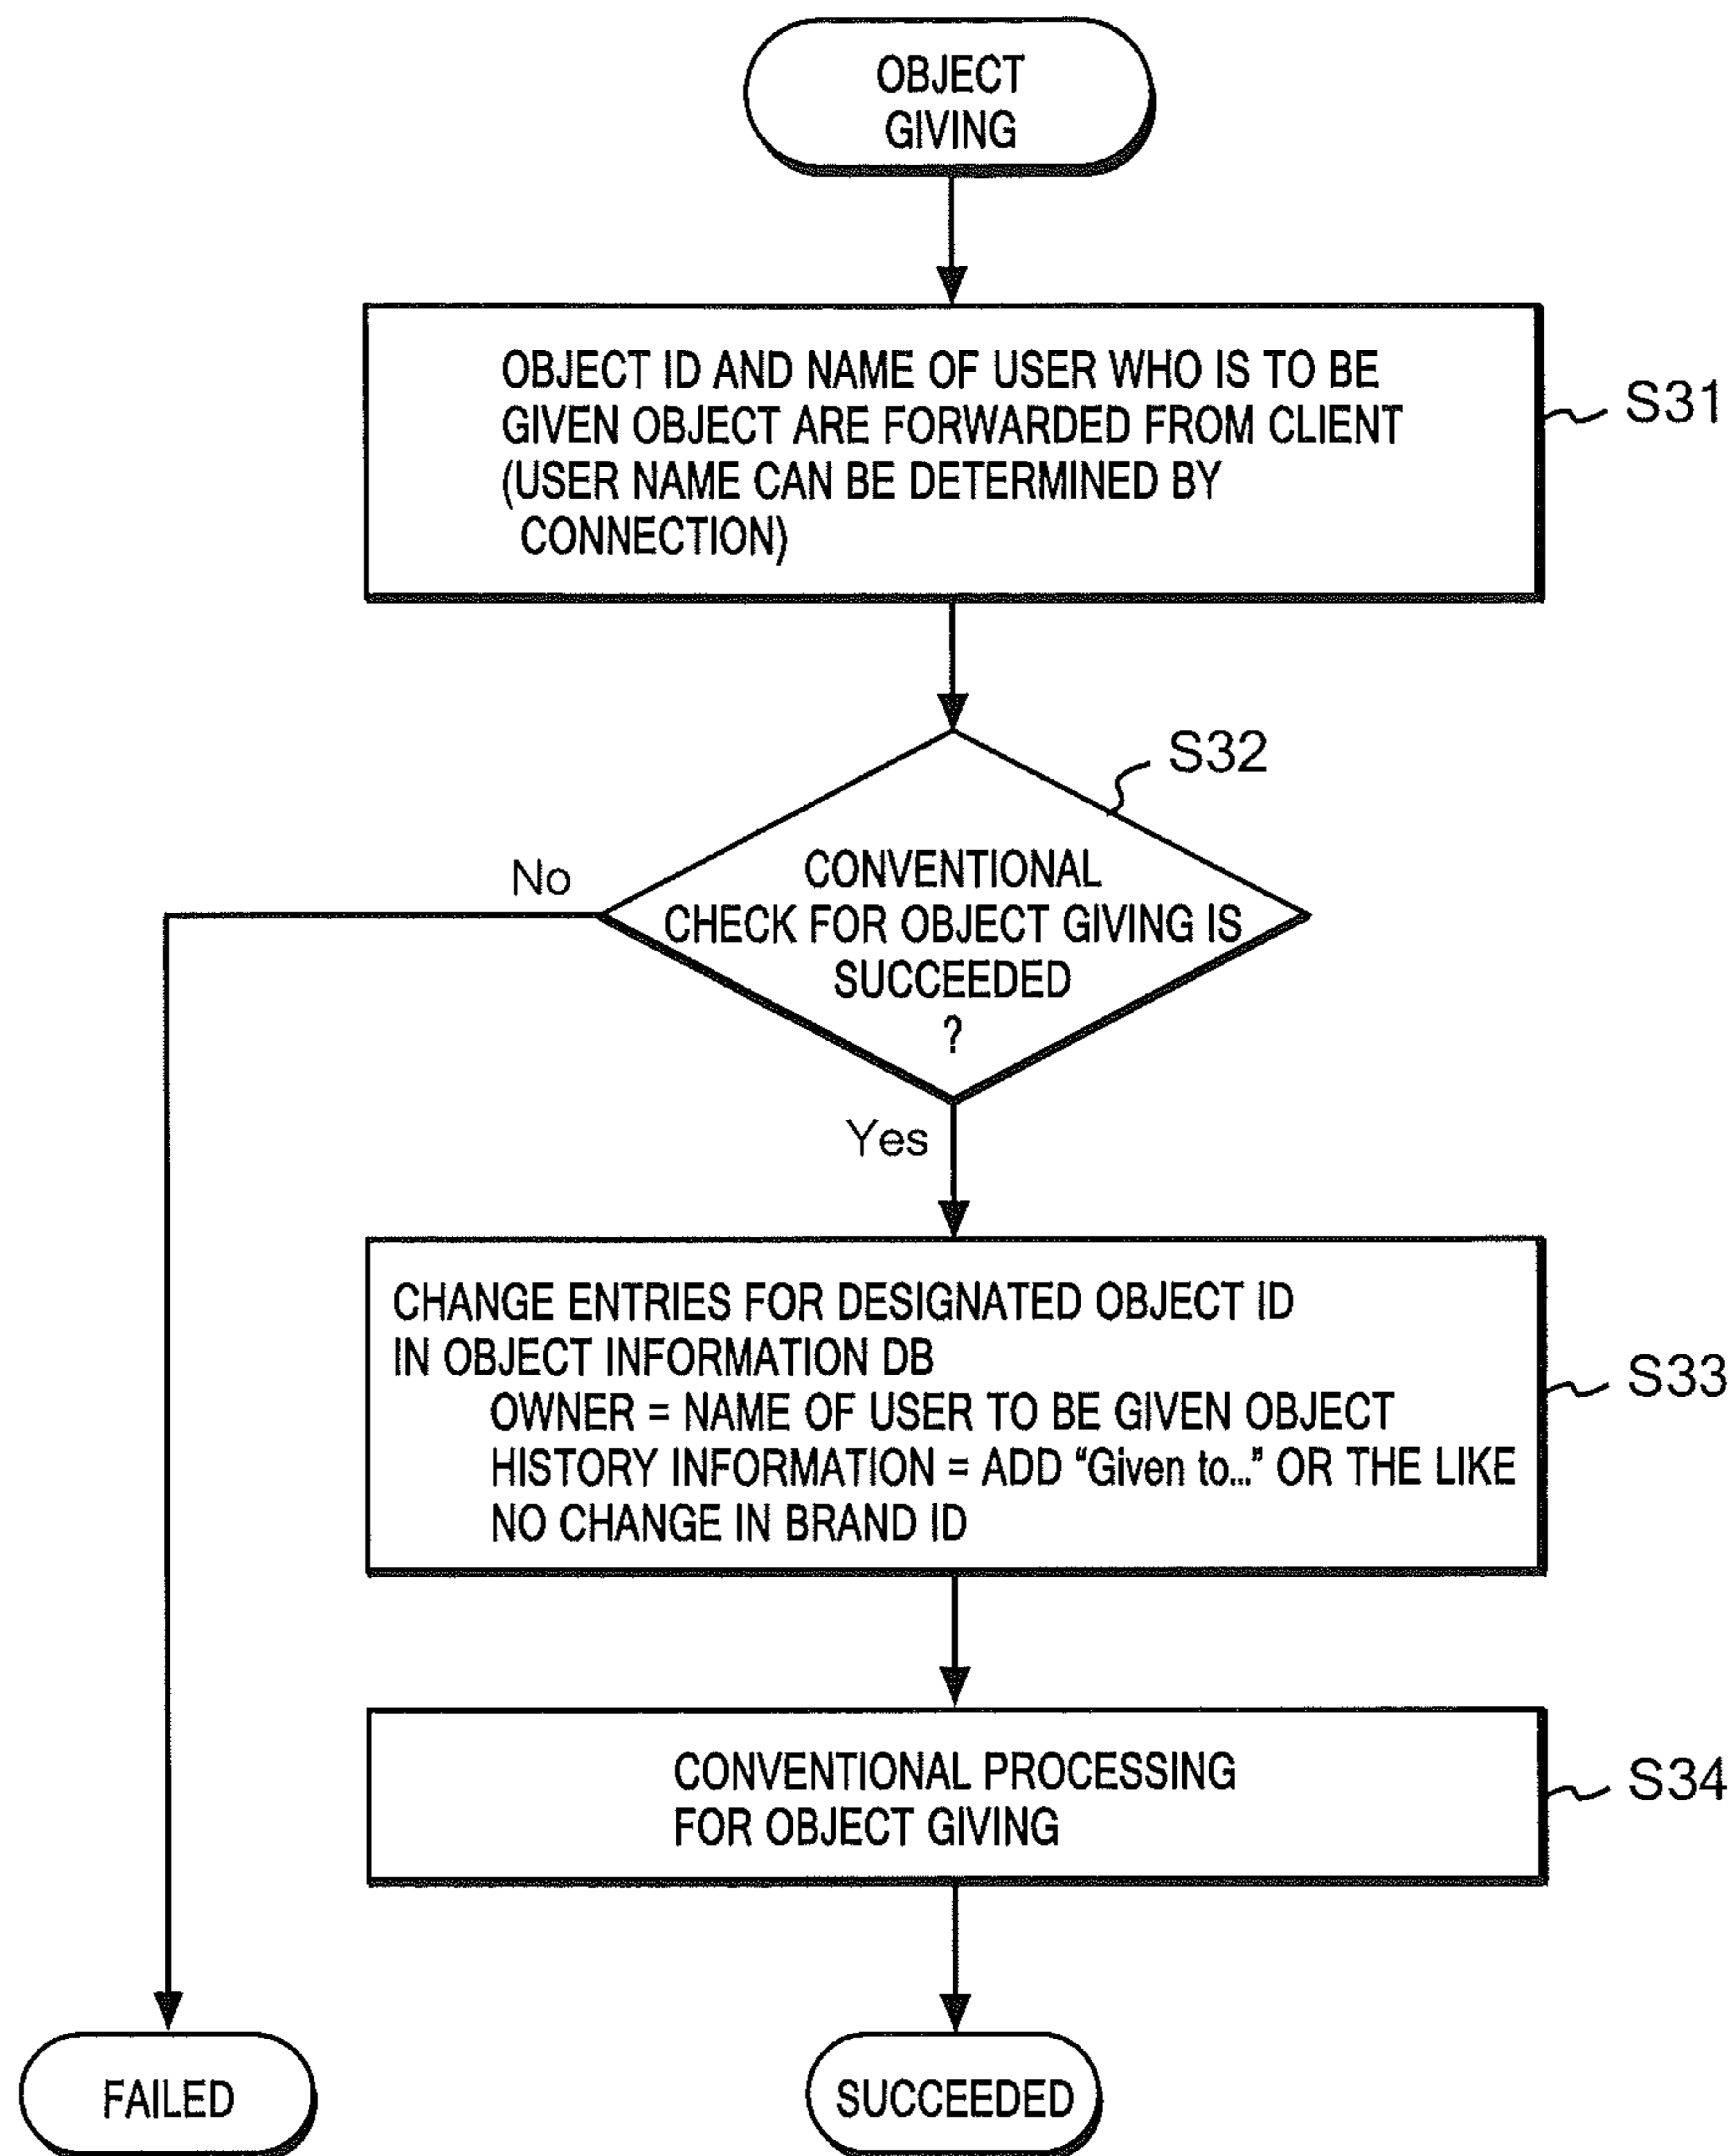 OBJECT
GIVING
OBJECT ID AND NAME OF USER WHO IS TO BE
GIVEN OBJECT ARE FORWARDED FROM CLIENT
(USER NAME CAN BE DETERMINED BY
CONNECTION)
S31
S32
No
CONVENTIONAL
CHECK FOR OBJECT GIVING IS
SUCCEEDED
?
Yes
CHANGE ENTRIES FOR DESIGNATED OBJECT ID
IN OBJECT INFORMATION DB
OWNER = NAME OF USER TO BE GIVEN OBJECT
HISTORY INFORMATION = ADD “Given to...” OR THE LIKE
NO CHANGE IN BRAND ID
S33
CONVENTIONAL PROCESSING
FOR OBJECT GIVING
S34
FAILED
SUCCEEDED